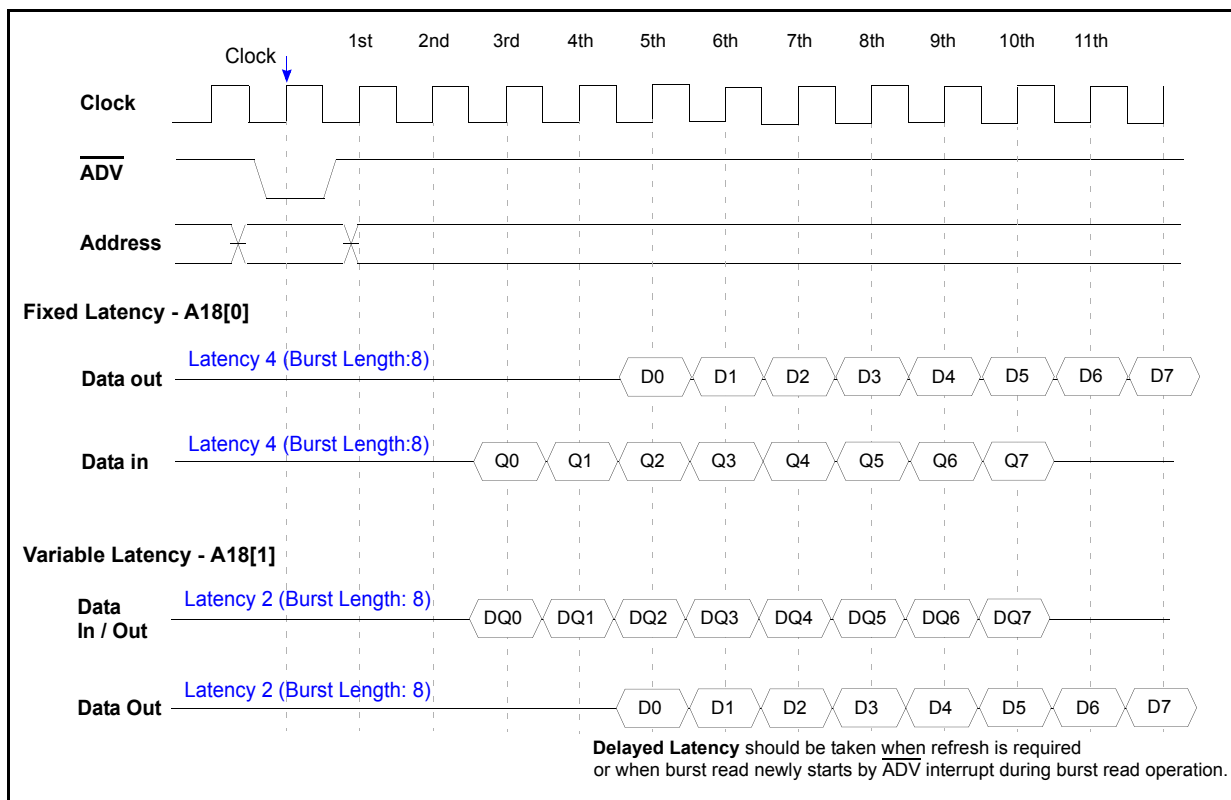 1st 2nd 3rd 4th 5th 6th 7th 8th 9th 10th 11th
Clock
Clock
ADV
Address
Fixed Latency - A18[0]
Latency 4 (Burst Length:8)
Data out D0 D1 D2 D3 D4 D5 D6 D7
Latency 4 (Burst Length:8)
Data in Q0 Q1 Q2 Q3 Q4 Q5 Q6 Q7
Variable Latency - A18[1]
Latency 2 (Burst Length: 8)
Data
In / Out
DQ0 DQ1 DQ2 DQ3 DQ4 DQ5 DQ6 DQ7
Latency 2 (Burst Length: 8)
Data Out D0 D1 D2 D3 D4 D5 D6 D7
Delayed Latency should be taken when refresh is required
or when burst read newly starts by ADV interrupt during burst read operation.